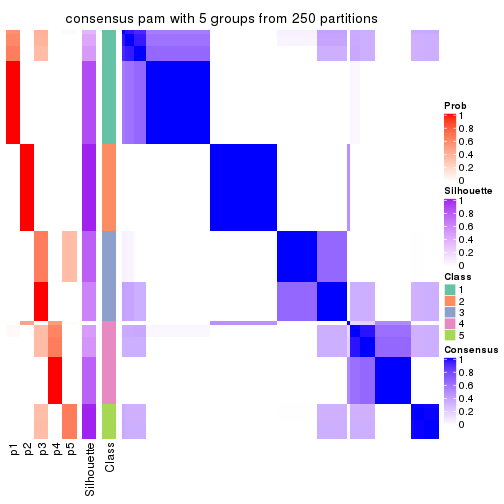 consensus pam with 5 groups from 250 partitions
Prob
1
0.8
0.6
0.4
0.2
0
Silhouette
1
0.8
0.6
0.4
0.2
0
Class
1
2
3
4
5
Consensus
1
0.8
0.6
0.4
0.2
0
p1
p2
p3
p4
p5
Silhouette
Class